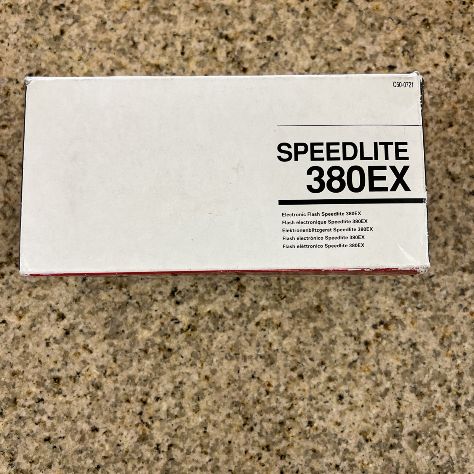 C50-0721
SPEEDLITE
380EX
Electronic Flash Speedlite 380EX
Flash électronique Speedlite 380EX
Elektronenblitzgerät Speedlite 380EX
Flash electrónico Speedlite 380EX
Flash elétronico Speedlite 380EX